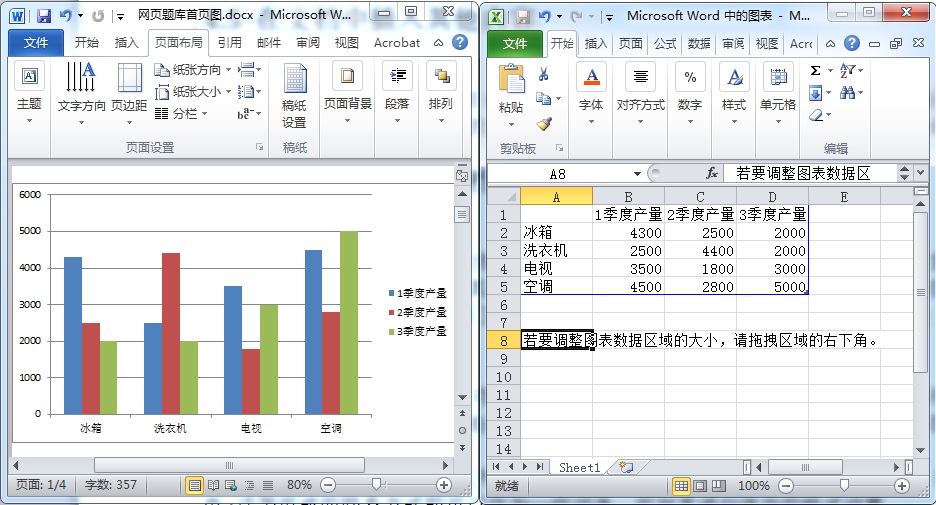 网页题库首页图.docx - Microsoft W...
文件 开始 插入 页面布局 引用 邮件 审阅 视图 Acrobat
主题 文字方向 页边距 纸张方向 纸张大小 分栏 稿纸设置 页面背景 段落 排列
页面设置 稿纸
6000
5000
4000
3000
2000
1000
0
冰箱 洗衣机 电视 空调
1季度产量
2季度产量
3季度产量
页面: 1/4 字数: 357 80%
Microsoft Word 中的图表 - M...
文件 开始 插入 页面 公式 数据 审阅 视图 Acro
粘贴 字体 对齐方式 数字 样式 单元格
剪贴板 编辑
A8 fx 若要调整图表数据区
A B C D E
1 1季度产量 2季度产量 3季度产量
2 冰箱 4300 2500 2000
3 洗衣机 2500 4400 2000
4 电视 3500 1800 3000
5 空调 4500 2800 5000
6
7
8 若要调整图表数据区域的大小，请拖拽区域的右下角。
9
10
11
12
13
14
Sheet1
就绪 100%